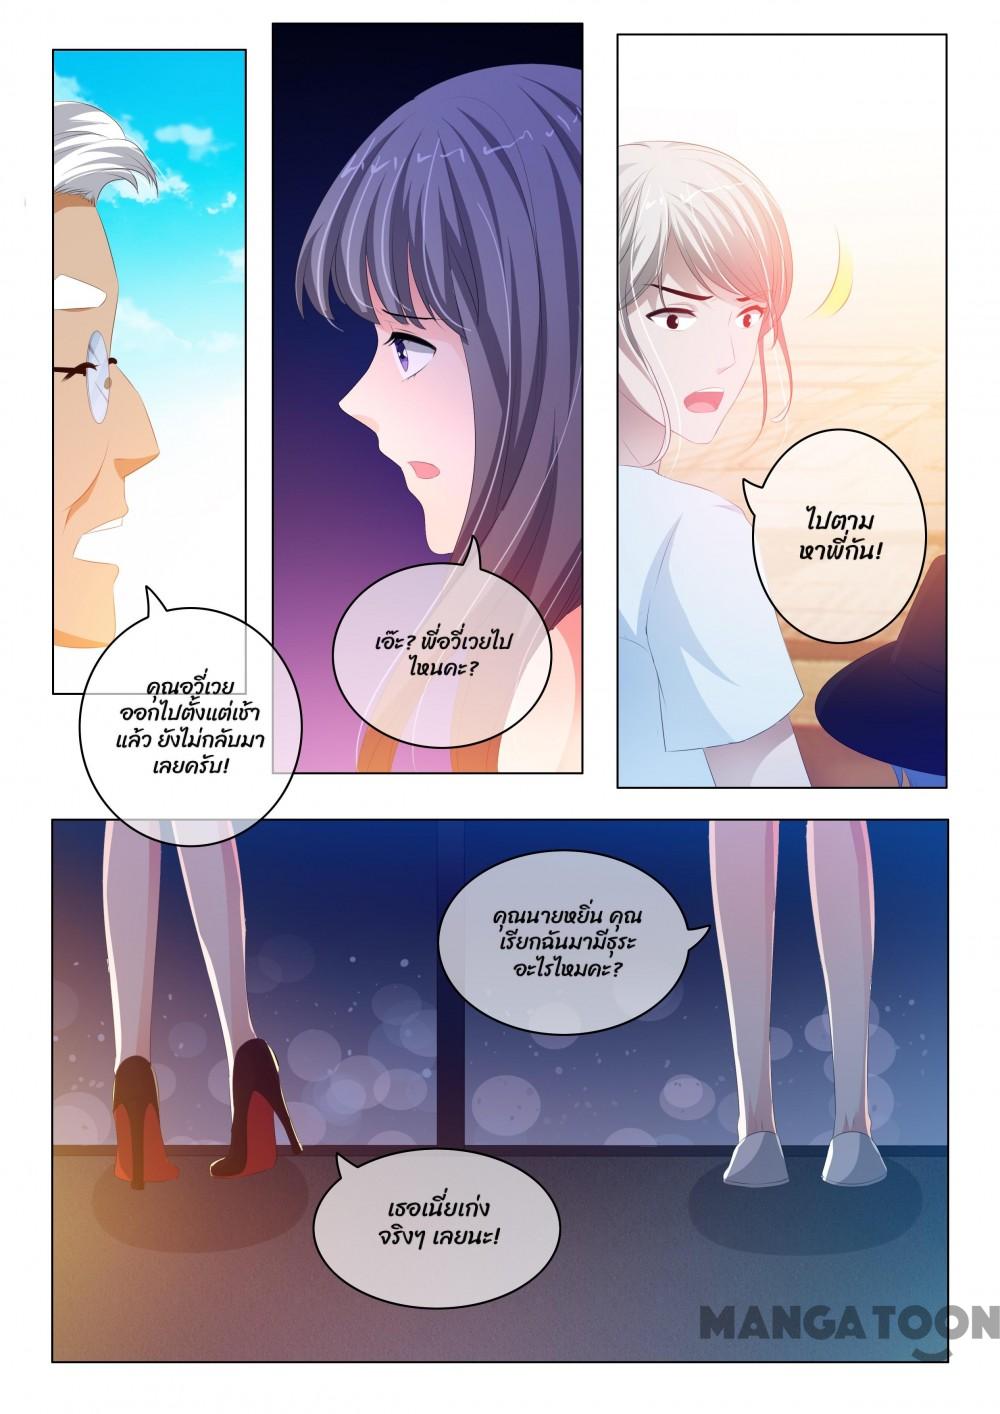 คุณอวี่เวย
ออกไปตั้งแต่เช้า
แล้ว ยังไม่กลับมา
เลยครับ!
เอ๊ะ? พี่อวี่เวยไป
ไหนคะ?
ไปตาม
หาพี่กัน!
คุณนายหยิ่น คุณ
เรียกฉันมามีธุระ
อะไรไหมคะ?
เธอเนี่ยเก่ง
จริงๆ เลยนะ!
MANGATOON